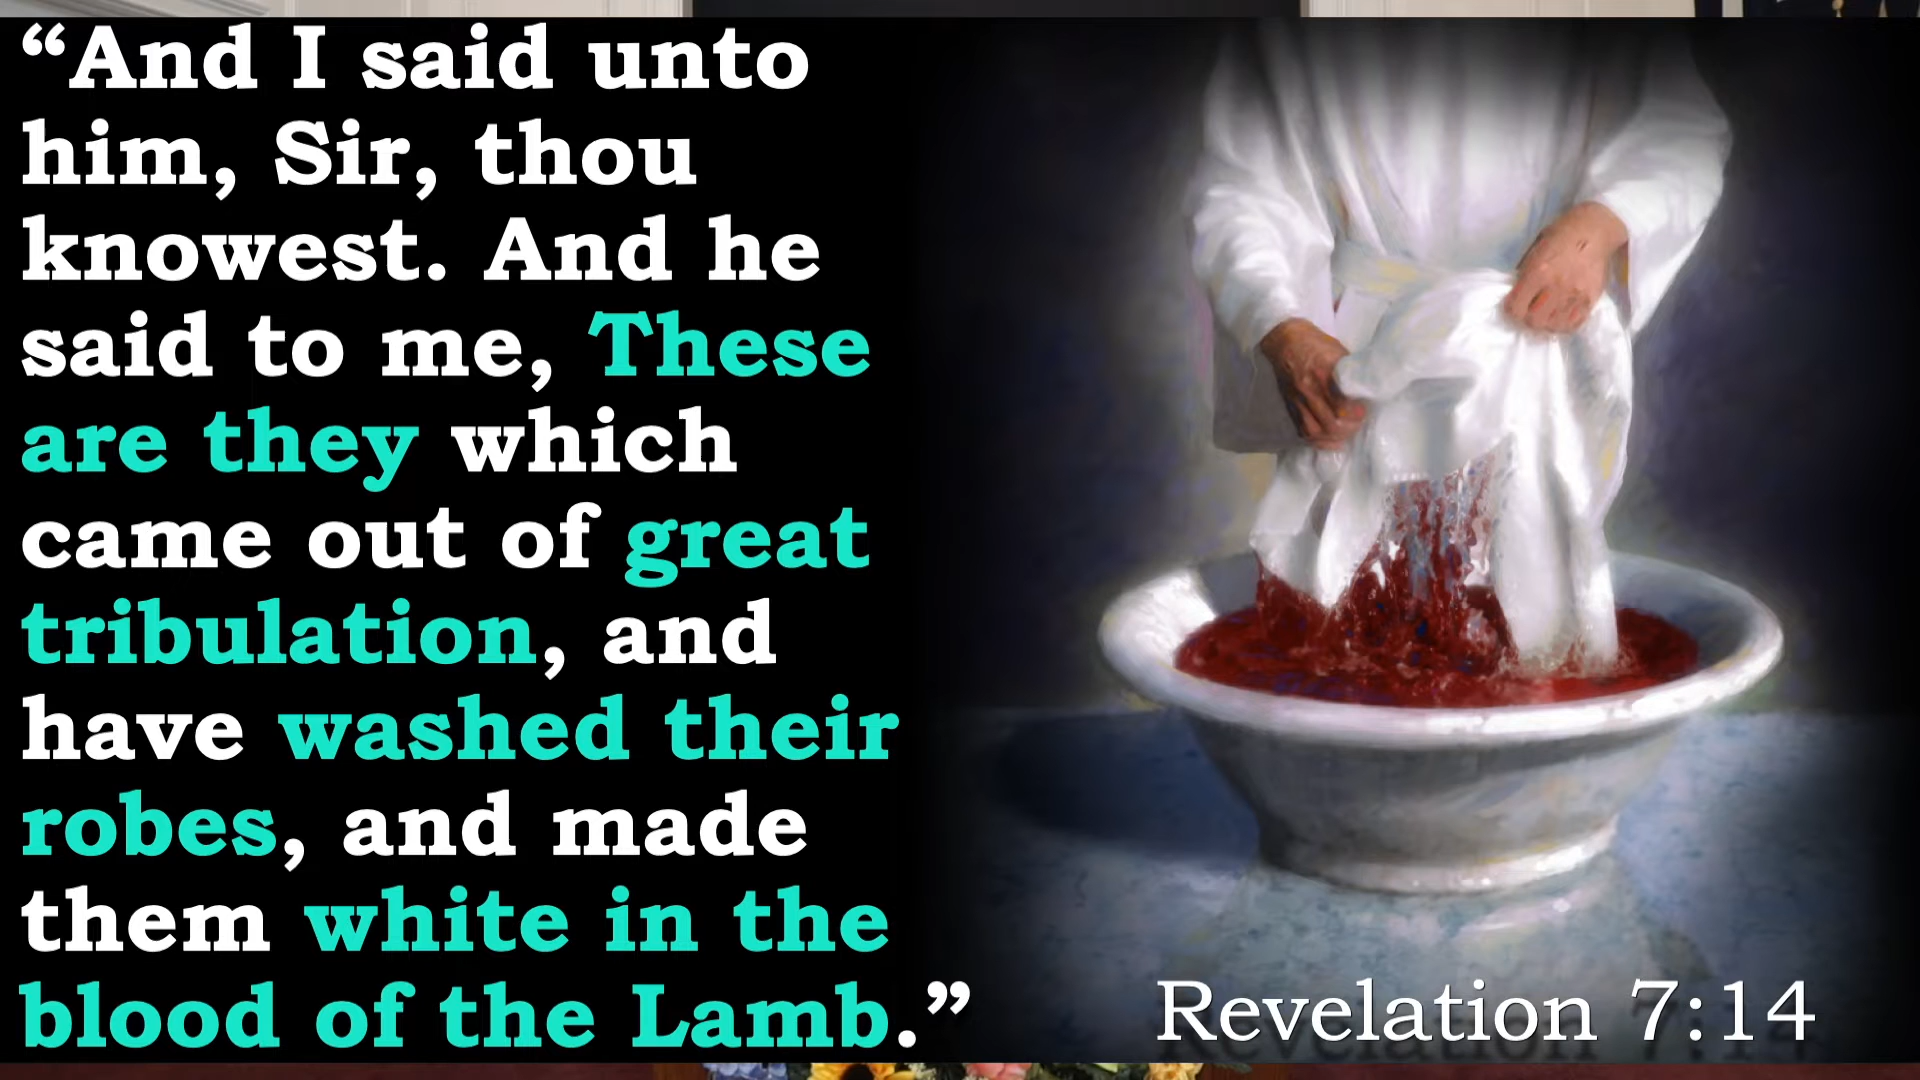 “And I said unto
him, Sir, thou
knowest. And he
said to me, These
are they which
came out of great
tribulation, and
have washed their
robes, and made
them white in the
blood of the Lamb.”
Revelation 7:14